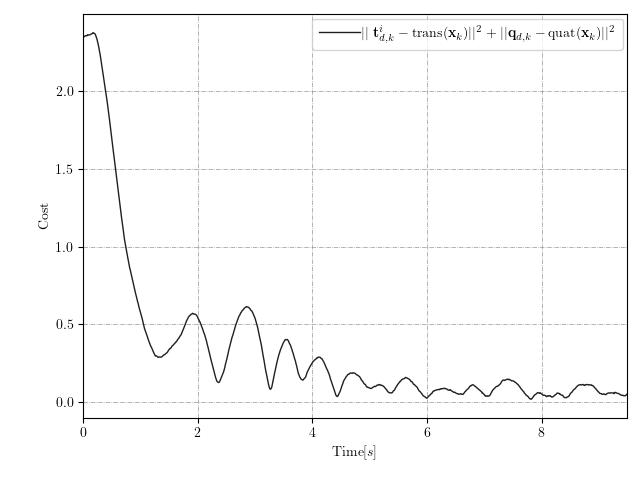 || t^i_{d,k} − trans(x_k)||² + ||q_{d,k} − quat(x_k)||²
2.0
1.5
1.0
0.5
0.0
Cost
0 2 4 6 8
Time[s]